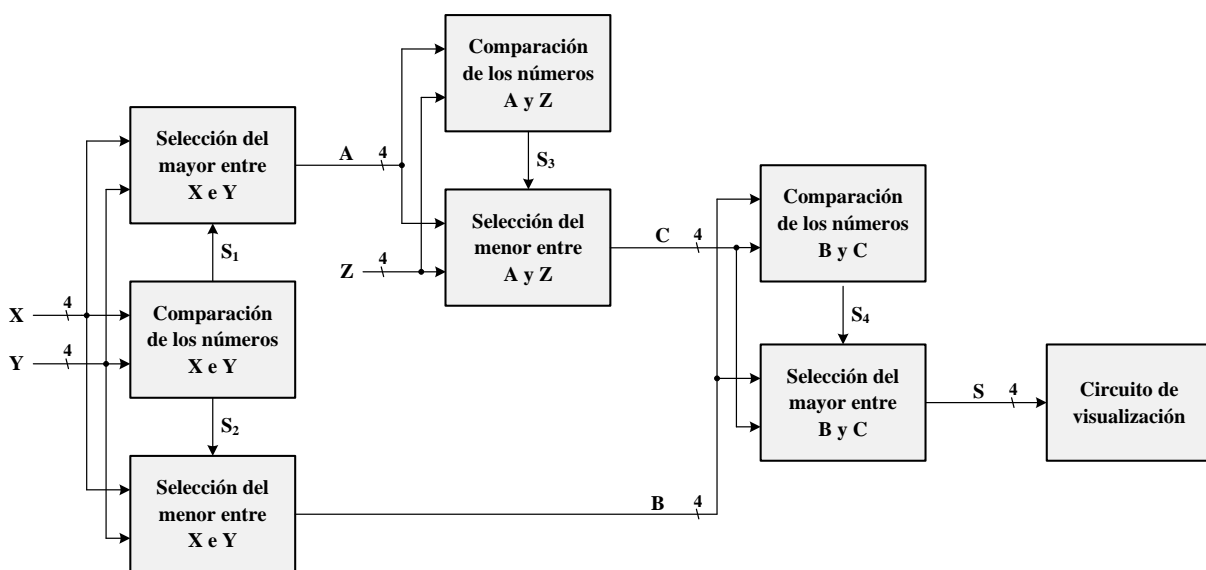 Comparación
de los números
A y Z
Selección del
mayor entre
X e Y
A
4
S3
Selección del
menor entre
A y Z
Z
4
C
4
Comparación
de los números
B y C
S1
X
4
Y
4
Comparación
de los números
X e Y
S4
Selección del
mayor entre
B y C
S
4
Circuito de
visualización
S2
Selección del
menor entre
X e Y
B
4